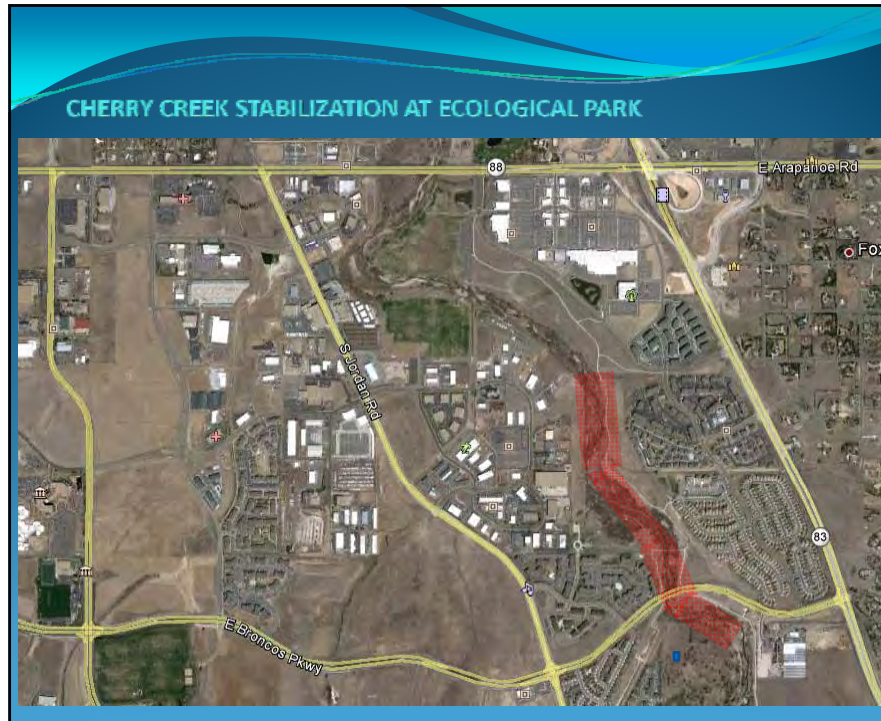 CHERRY CREEK STABILIZATION AT ECOLOGICAL PARK
88
E Arapahoe Rd
Fox
S Jordan Rd
83
E Broncos Pkwy